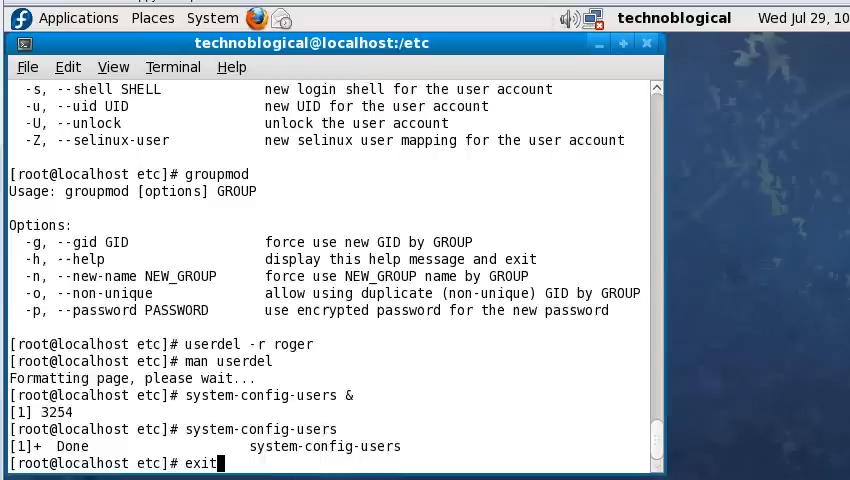 Applications Places System technoblogical Wed Jul 29, 10
technoblogical@localhost:/etc
File Edit View Terminal Help
-s, --shell SHELL new login shell for the user account
-u, --uid UID new UID for the user account
-U, --unlock unlock the user account
-Z, --selinux-user new selinux user mapping for the user account
[root@localhost etc]# groupmod
Usage: groupmod [options] GROUP
Options:
-g, --gid GID force use new GID by GROUP
-h, --help display this help message and exit
-n, --new-name NEW_GROUP force use NEW_GROUP name by GROUP
-o, --non-unique allow using duplicate (non-unique) GID by GROUP
-p, --password PASSWORD use encrypted password for the new password
[root@localhost etc]# userdel -r roger
[root@localhost etc]# man userdel
Formatting page, please wait...
[root@localhost etc]# system-config-users &
[1] 3254
[root@localhost etc]# system-config-users
[1]+ Done system-config-users
[root@localhost etc]# exit